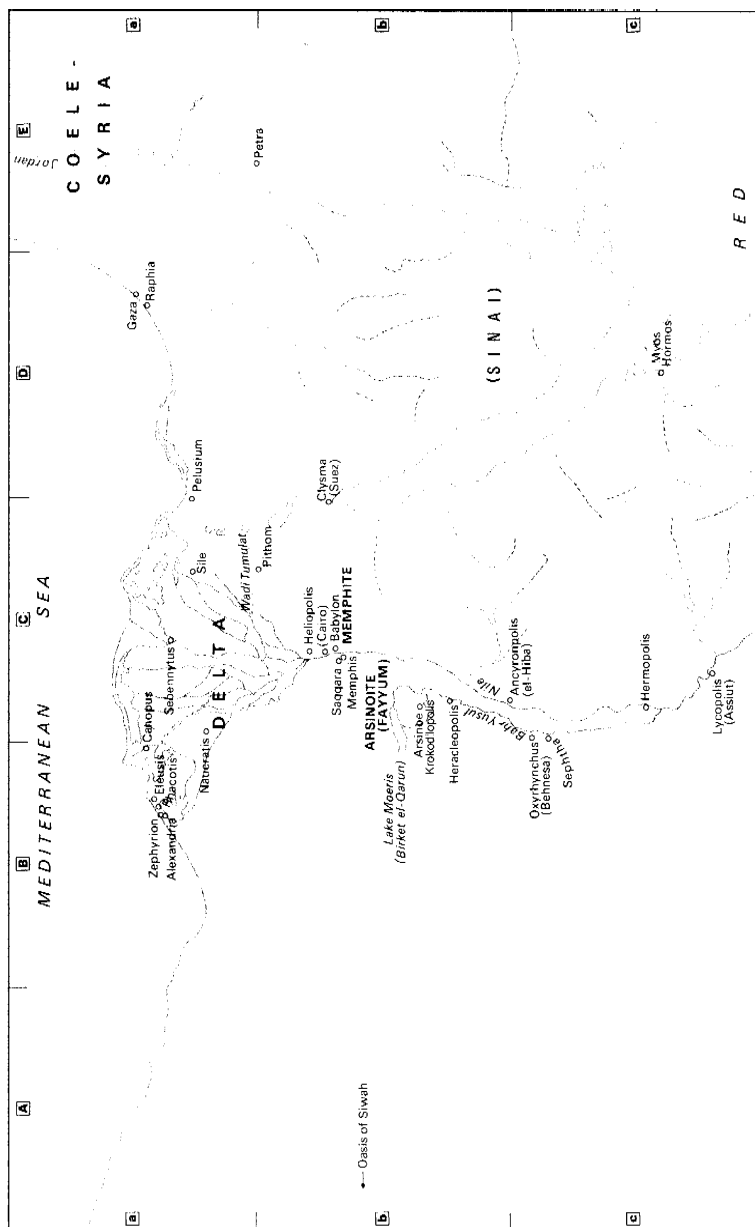 A
B
C
D
E
a
b
c
a
b
c
MEDITERRANEAN SEA
COELE-
SYRIA
Jordan
Petra
Gaza
Raphia
Pelusium
Sile
Canopus
Sebennytus
DELTA
Zephyrion
Eleusis
Rhacotis
Alexandria
Naucratis
Wadi Tumulat
Pithom
Clysma
(Suez)
Heliopolis
(Cairo)
Babylon
MEMPHITE
Saqqara
Memphis
ARSINOITE
(FAYYUM)
Lake Moeris
(Birket el-Qarun)
Arsinoe
Krokodilopolis
Heracleopolis
Nile
Bahr Yusuf
Ancyronpolis
(el-Hiba)
Oxyrhynchus
(Behnesa)
Sephtha
Hermopolis
Lycopolis
(Assiut)
(SINAI)
Myos
Hormos
RED
← Oasis of Siwah